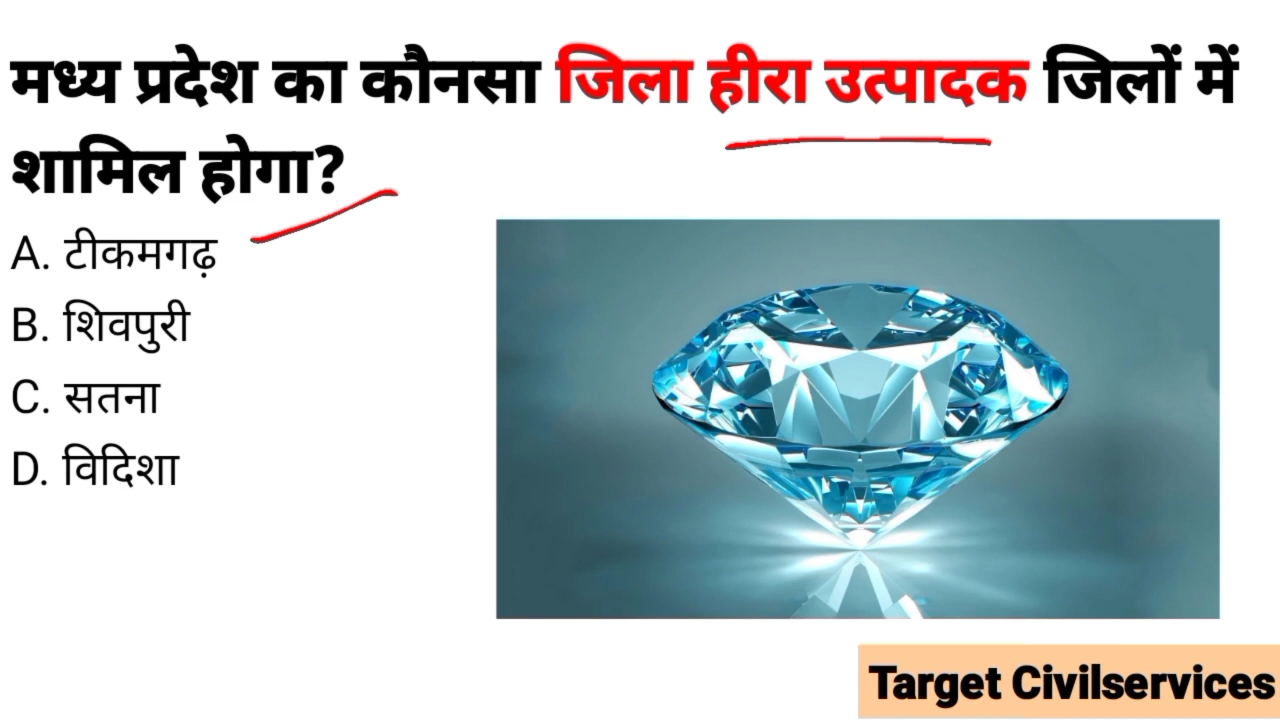 मध्य प्रदेश का कौनसा जिला हीरा उत्पादक जिलों में
शामिल होगा?
A. टीकमगढ़
B. शिवपुरी
C. सतना
D. विदिशा
Target Civilservices